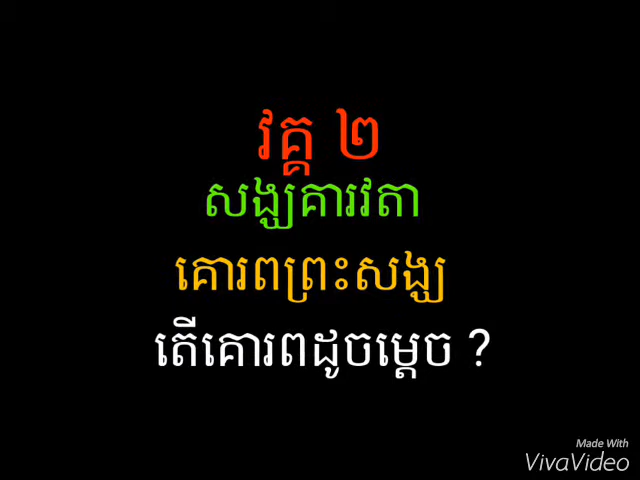 វគ្គ ២
សង្ឃគារវតា
គោរពព្រះសង្ឃ
តើគោរពដូចម្ដេច ?
Made With
VivaVideo